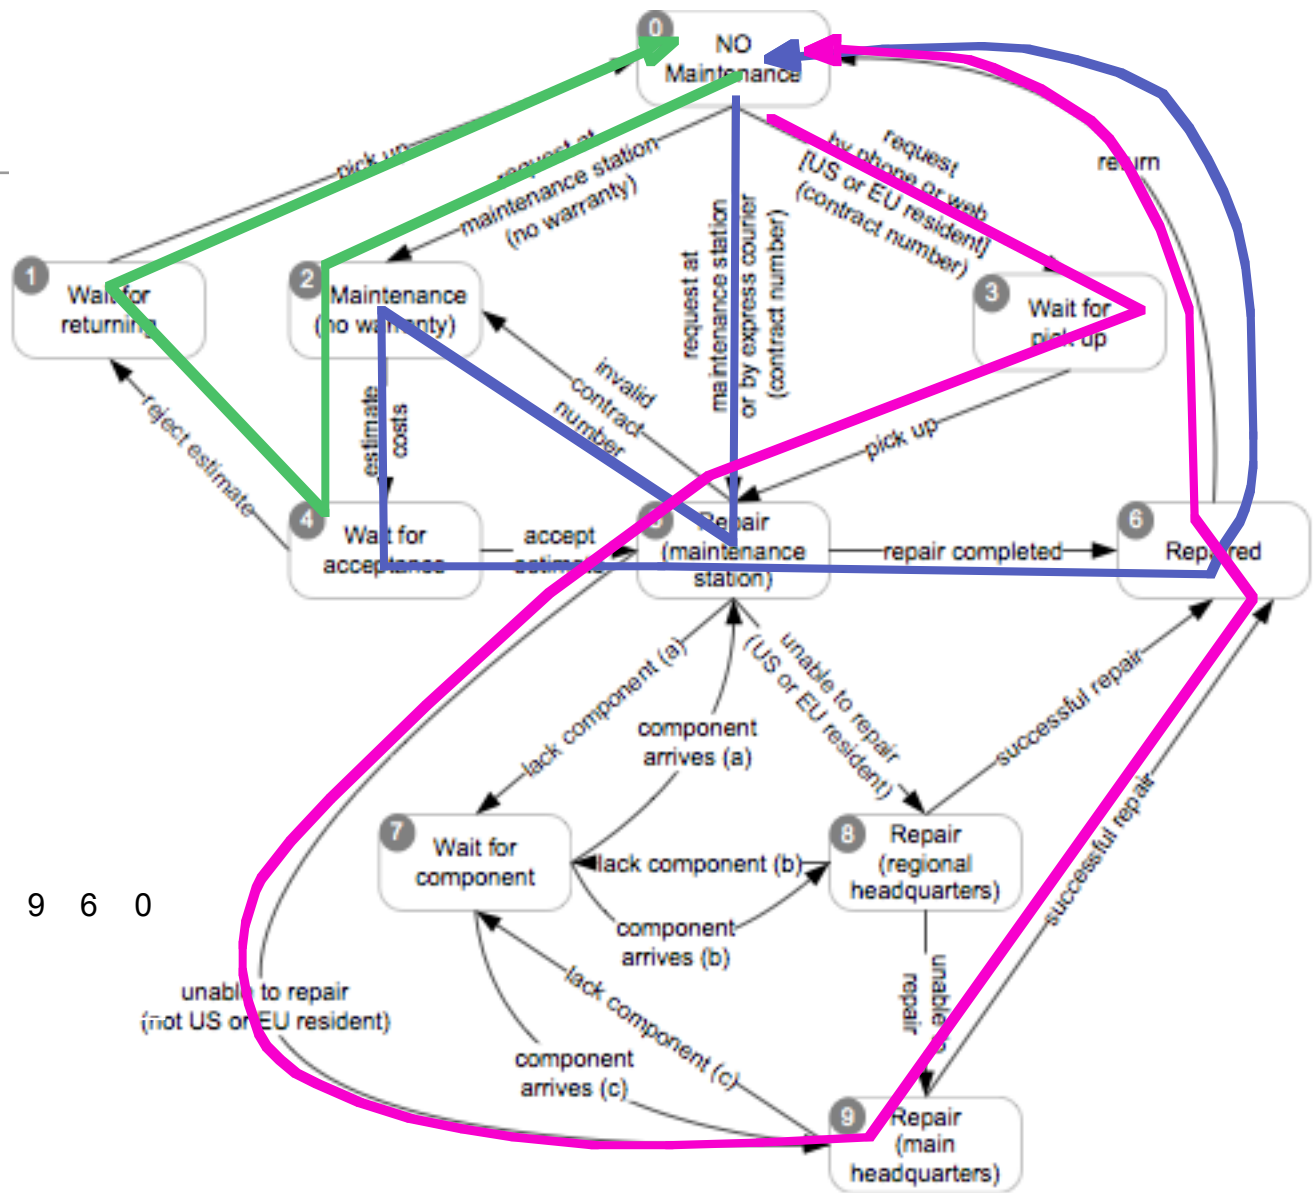 0
NO
Maintenance
pick up
request at
maintenance station
(no warranty)
request at
maintenance station
or by express courier
(contract number)
request
by phone or web
[US or EU resident]
(contract number)
return
1
Wait for
returning
2
Maintenance
(no warranty)
3
Wait for
pick up
reject estimate
estimate
costs
invalid
contract
number
pick up
4
Wait for
acceptance
accept
estimate
Repair
(maintenance
station)
repair completed
6
Repaired
lack component (a)
component
arrives (a)
unable to repair
(US or EU resident)
successful repair
successful repair
7
Wait for
component
lack component (b)
component
arrives (b)
8
Repair
(regional
headquarters)
9 6 0
unable to repair
(not US or EU resident)
lack component (c)
component
arrives (c)
unable to
repair
9
Repair
(main
headquarters)